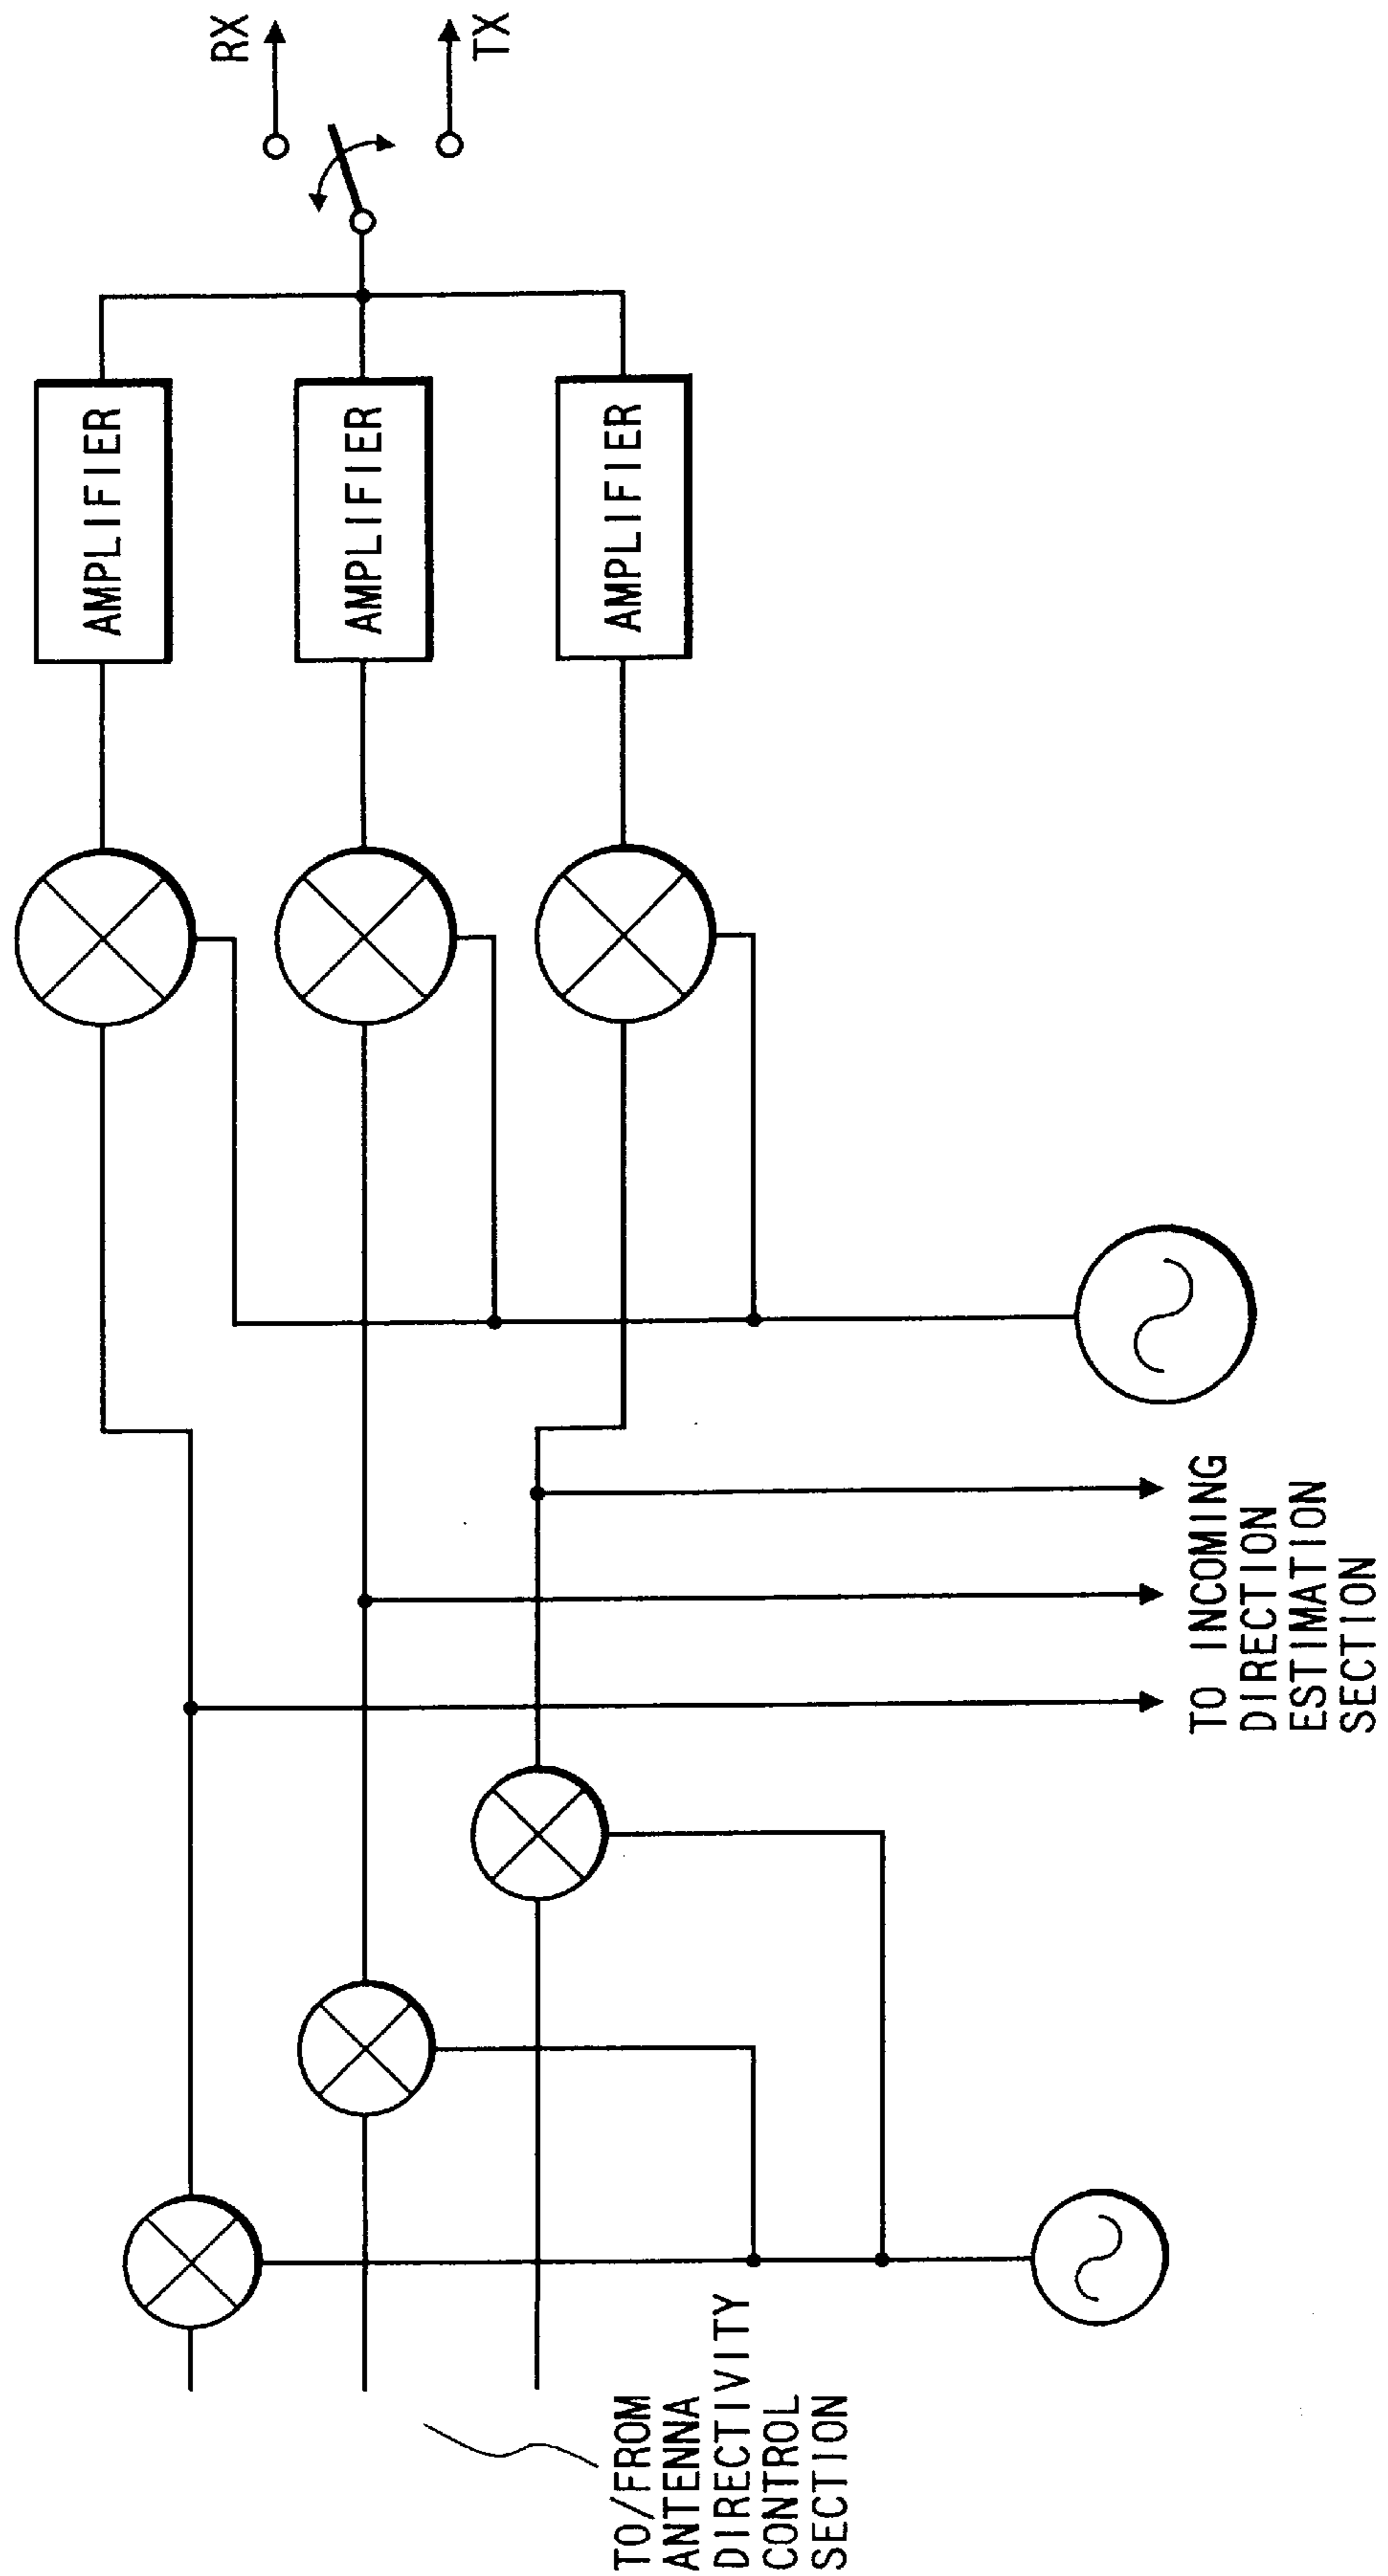 RX
TX
AMPLIFIER
AMPLIFIER
AMPLIFIER
TO INCOMING
DIRECTION
ESTIMATION
SECTION
TO/FROM
ANTENNA
DIRECTIVITY
CONTROL
SECTION